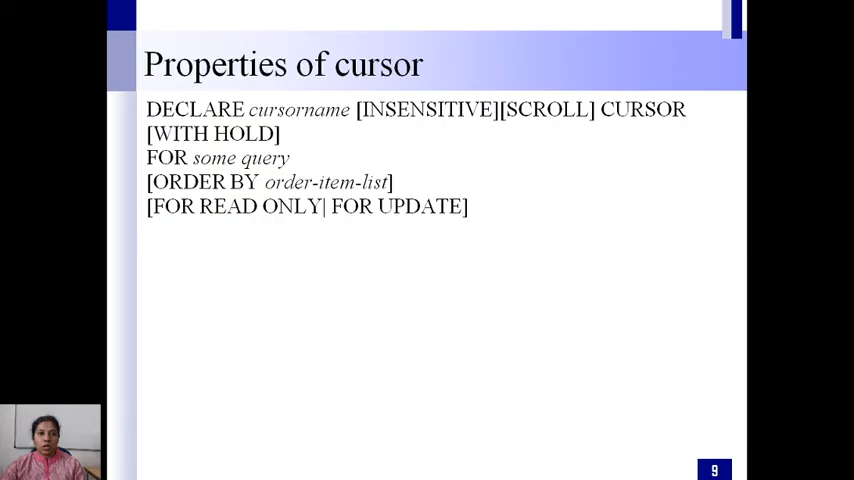 Properties of cursor
DECLARE cursorname [INSENSITIVE][SCROLL] CURSOR
[WITH HOLD]
FOR some query
[ORDER BY order-item-list]
[FOR READ ONLY| FOR UPDATE]
9